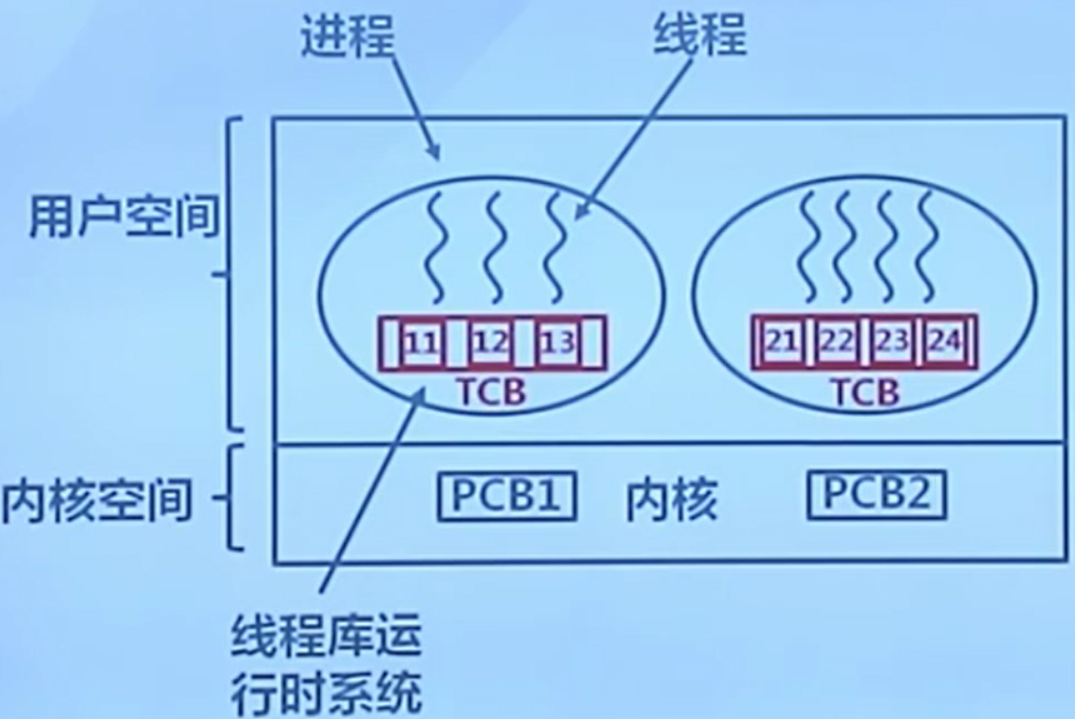 进程
线程
用户空间
11 12 13
TCB
21 22 23 24
TCB
内核空间
PCB1
内核
PCB2
线程库运
行时系统